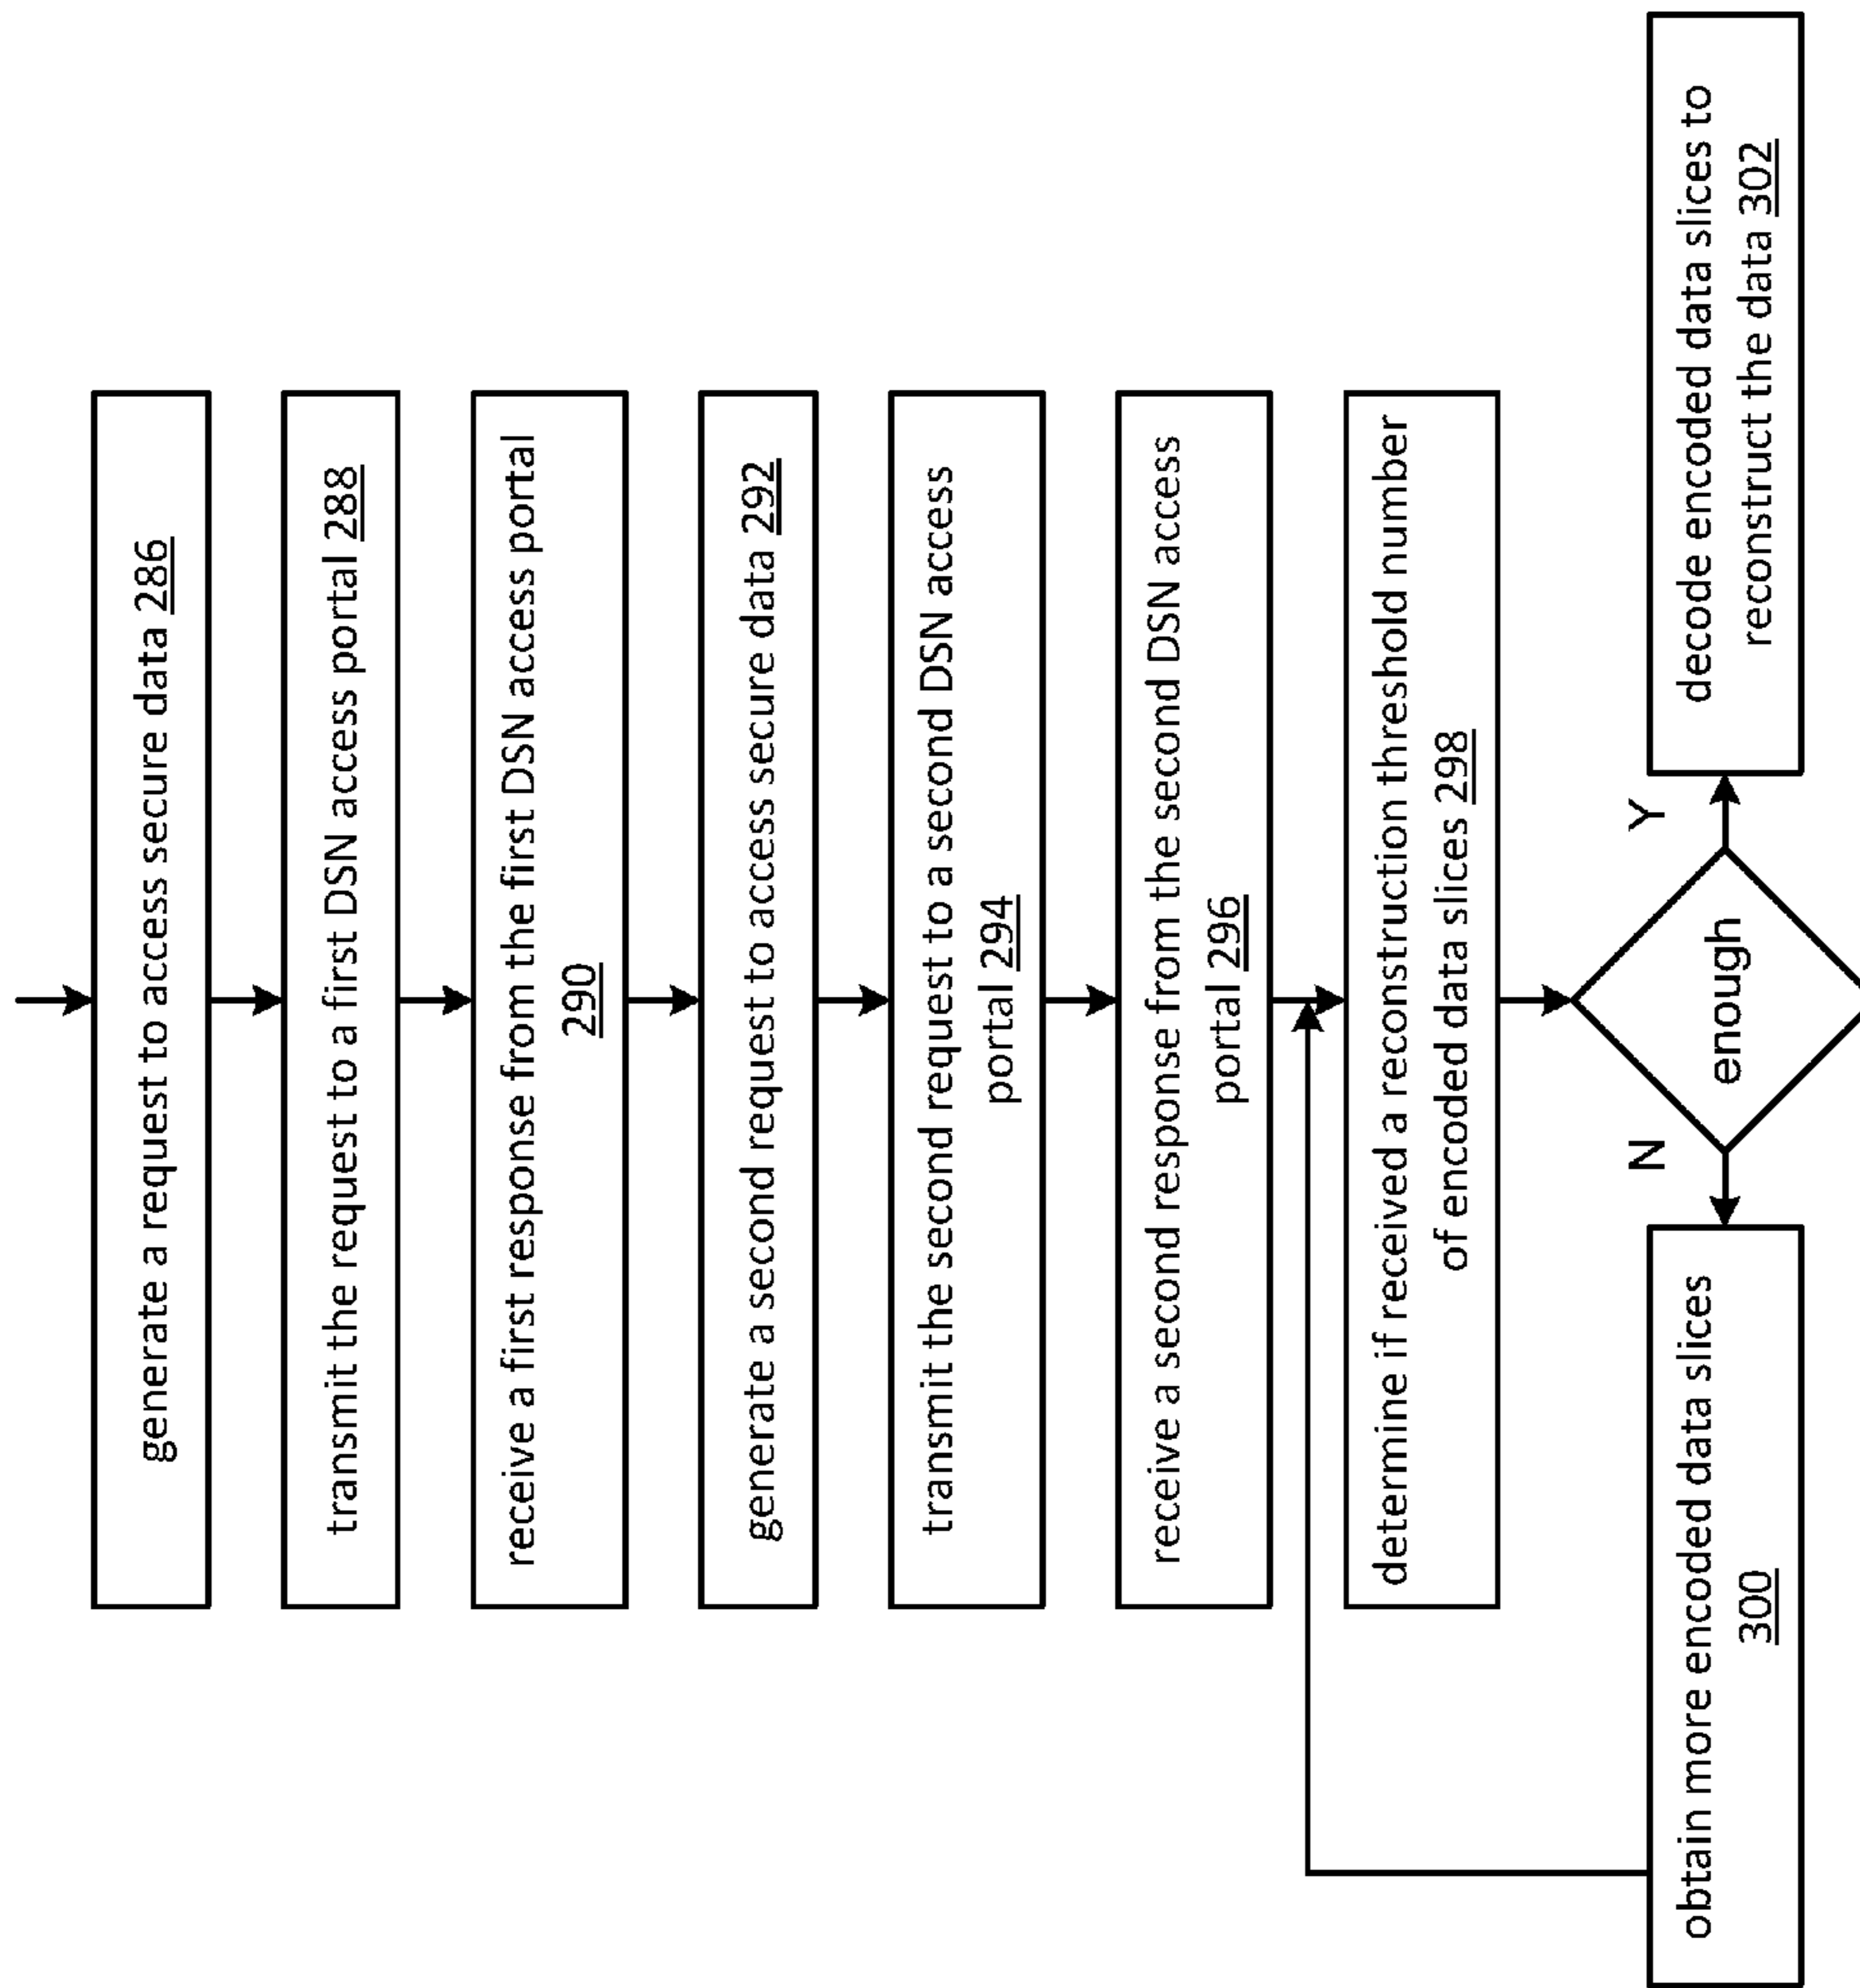 generate a request to access secure data 286
transmit the request to a first DSN access portal 288
receive a first response from the first DSN access portal
290
generate a second request to access secure data 292
transmit the second request to a second DSN access
portal 294
receive a second response from the second DSN access
portal 296
determine if received a reconstruction threshold number
of encoded data slices 298
enough
N
Y
obtain more encoded data slices
300
decode encoded data slices to
reconstruct the data 302